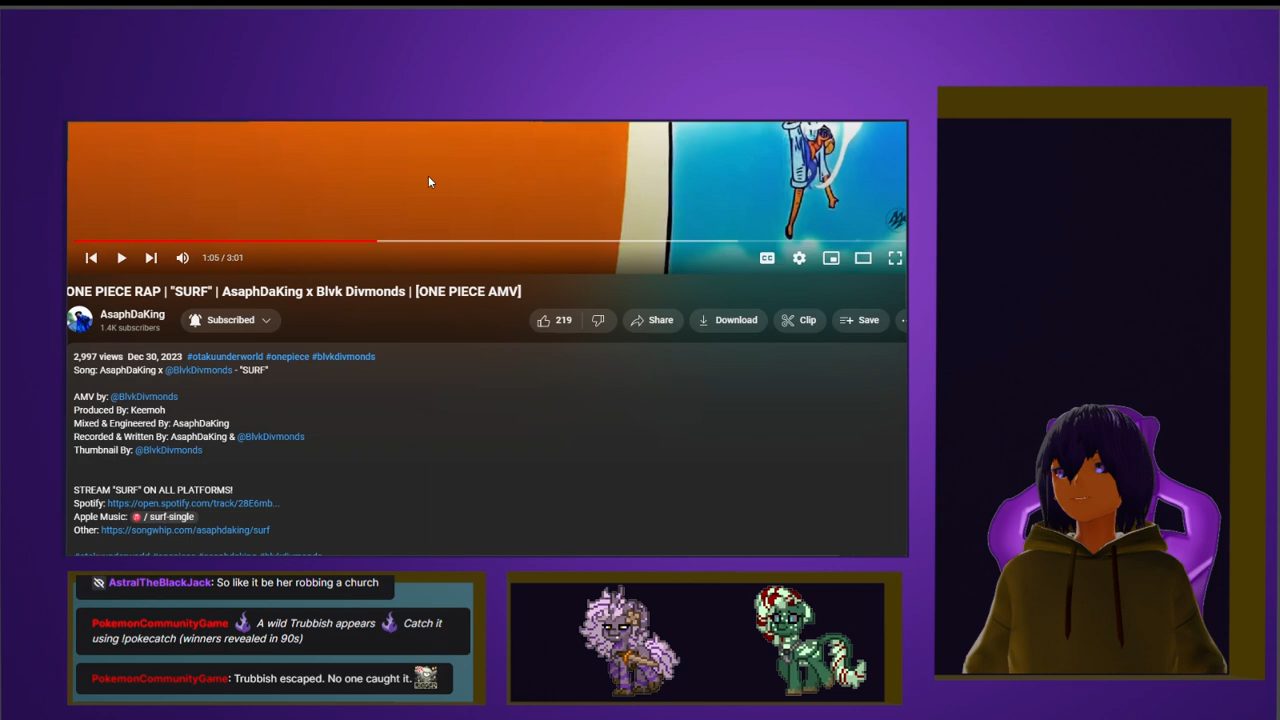 1:05 / 3:01
CC
ONE PIECE RAP | "SURF" | AsaphDaKing x Blvk Divmonds | [ONE PIECE AMV]
AsaphDaKing
1.4K subscribers
Subscribed
219
Share
Download
Clip
Save
2,997 views Dec 30, 2023 #otakuunderworld #onepiece #blvkdivmonds
Song: AsaphDaKing x @BlvkDivmonds - "SURF"
AMV by: @BlvkDivmonds
Produced By: Keemoh
Mixed & Engineered By: AsaphDaKing
Recorded & Written By: AsaphDaKing & @BlvkDivmonds
Thumbnail By: @BlvkDivmonds
STREAM "SURF" ON ALL PLATFORMS!
Spotify: https://open.spotify.com/track/28E6mb...
Apple Music: / surf-single
Other: https://songwhip.com/asaphdaking/surf
#otakuunderworld #onepiece #asaphdaking #blvkdivmonds
AstralTheBlackJack: So like it be her robbing a church
PokemonCommunityGame A wild Trubbish appears Catch it
using !pokecatch (winners revealed in 90s)
PokemonCommunityGame: Trubbish escaped. No one caught it.